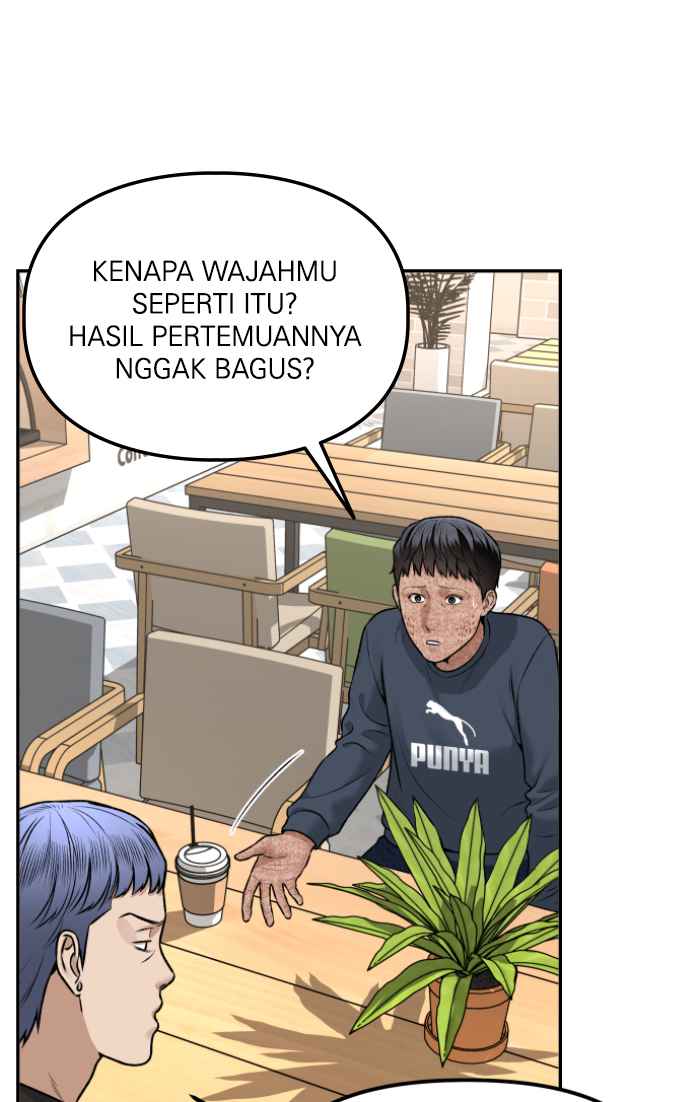 KENAPA WAJAHMU
SEPERTI ITU?
HASIL PERTEMUANNYA
NGGAK BAGUS?
PUNYA